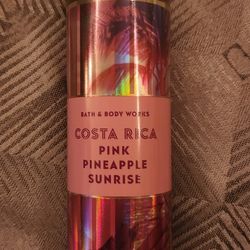 BATH & BODY WORKS
COSTA RICA
PINK
PINEAPPLE
SUNRISE